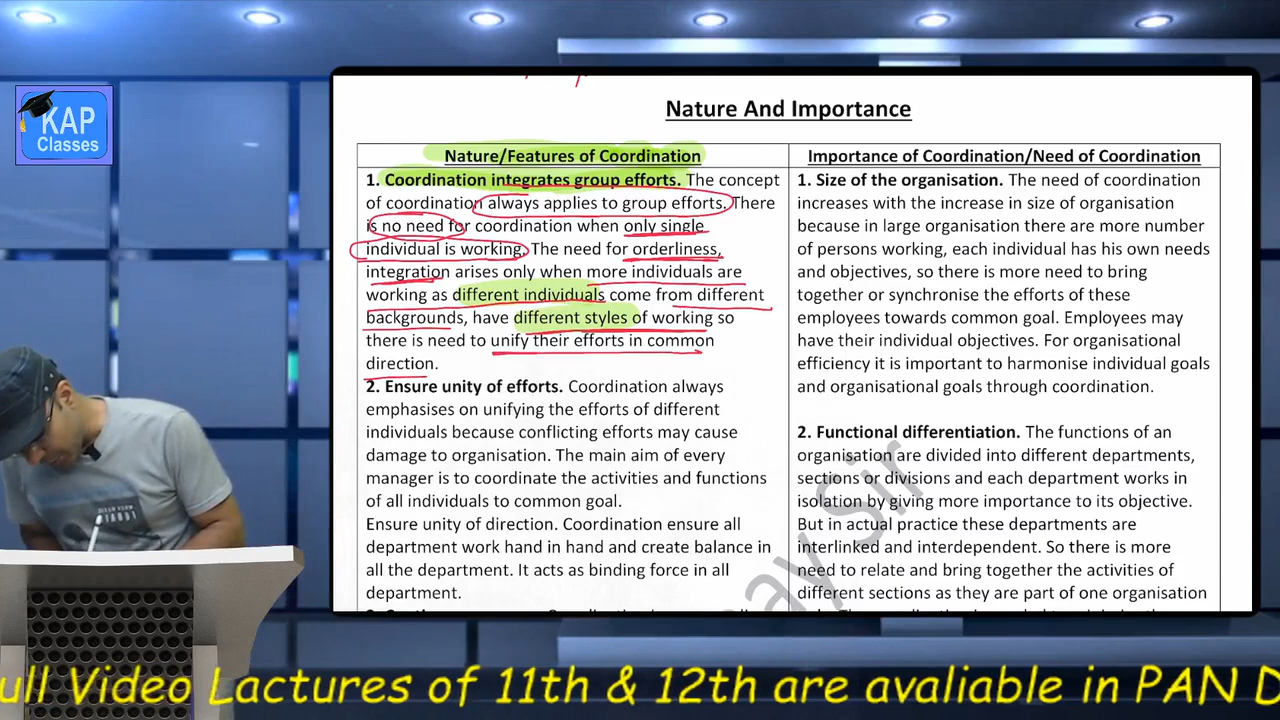 KAP
Classes
Nature And Importance
Nature/Features of Coordination
1. Coordination integrates group efforts. The concept
of coordination always applies to group efforts. There
is no need for coordination when only single
individual is working. The need for orderliness,
integration arises only when more individuals are
working as different individuals come from different
backgrounds, have different styles of working so
there is need to unify their efforts in common
direction.
2. Ensure unity of efforts. Coordination always
emphasises on unifying the efforts of different
individuals because conflicting efforts may cause
damage to organisation. The main aim of every
manager is to coordinate the activities and functions
of all individuals to common goal.
Ensure unity of direction. Coordination ensure all
department work hand in hand and create balance in
all the department. It acts as binding force in all
department.
Importance of Coordination/Need of Coordination
1. Size of the organisation. The need of coordination
increases with the increase in size of organisation
because in large organisation there are more number
of persons working, each individual has his own needs
and objectives, so there is more need to bring
together or synchronise the efforts of these
employees towards common goal. Employees may
have their individual objectives. For organisational
efficiency it is important to harmonise individual goals
and organisational goals through coordination.
2. Functional differentiation. The functions of an
organisation are divided into different departments,
sections or divisions and each department works in
isolation by giving more importance to its objective.
But in actual practice these departments are
interlinked and interdependent. So there is more
need to relate and bring together the activities of
different sections as they are part of one organisation
ay Sir
ull Video Lactures of 11th & 12th are avaliable in PAN D